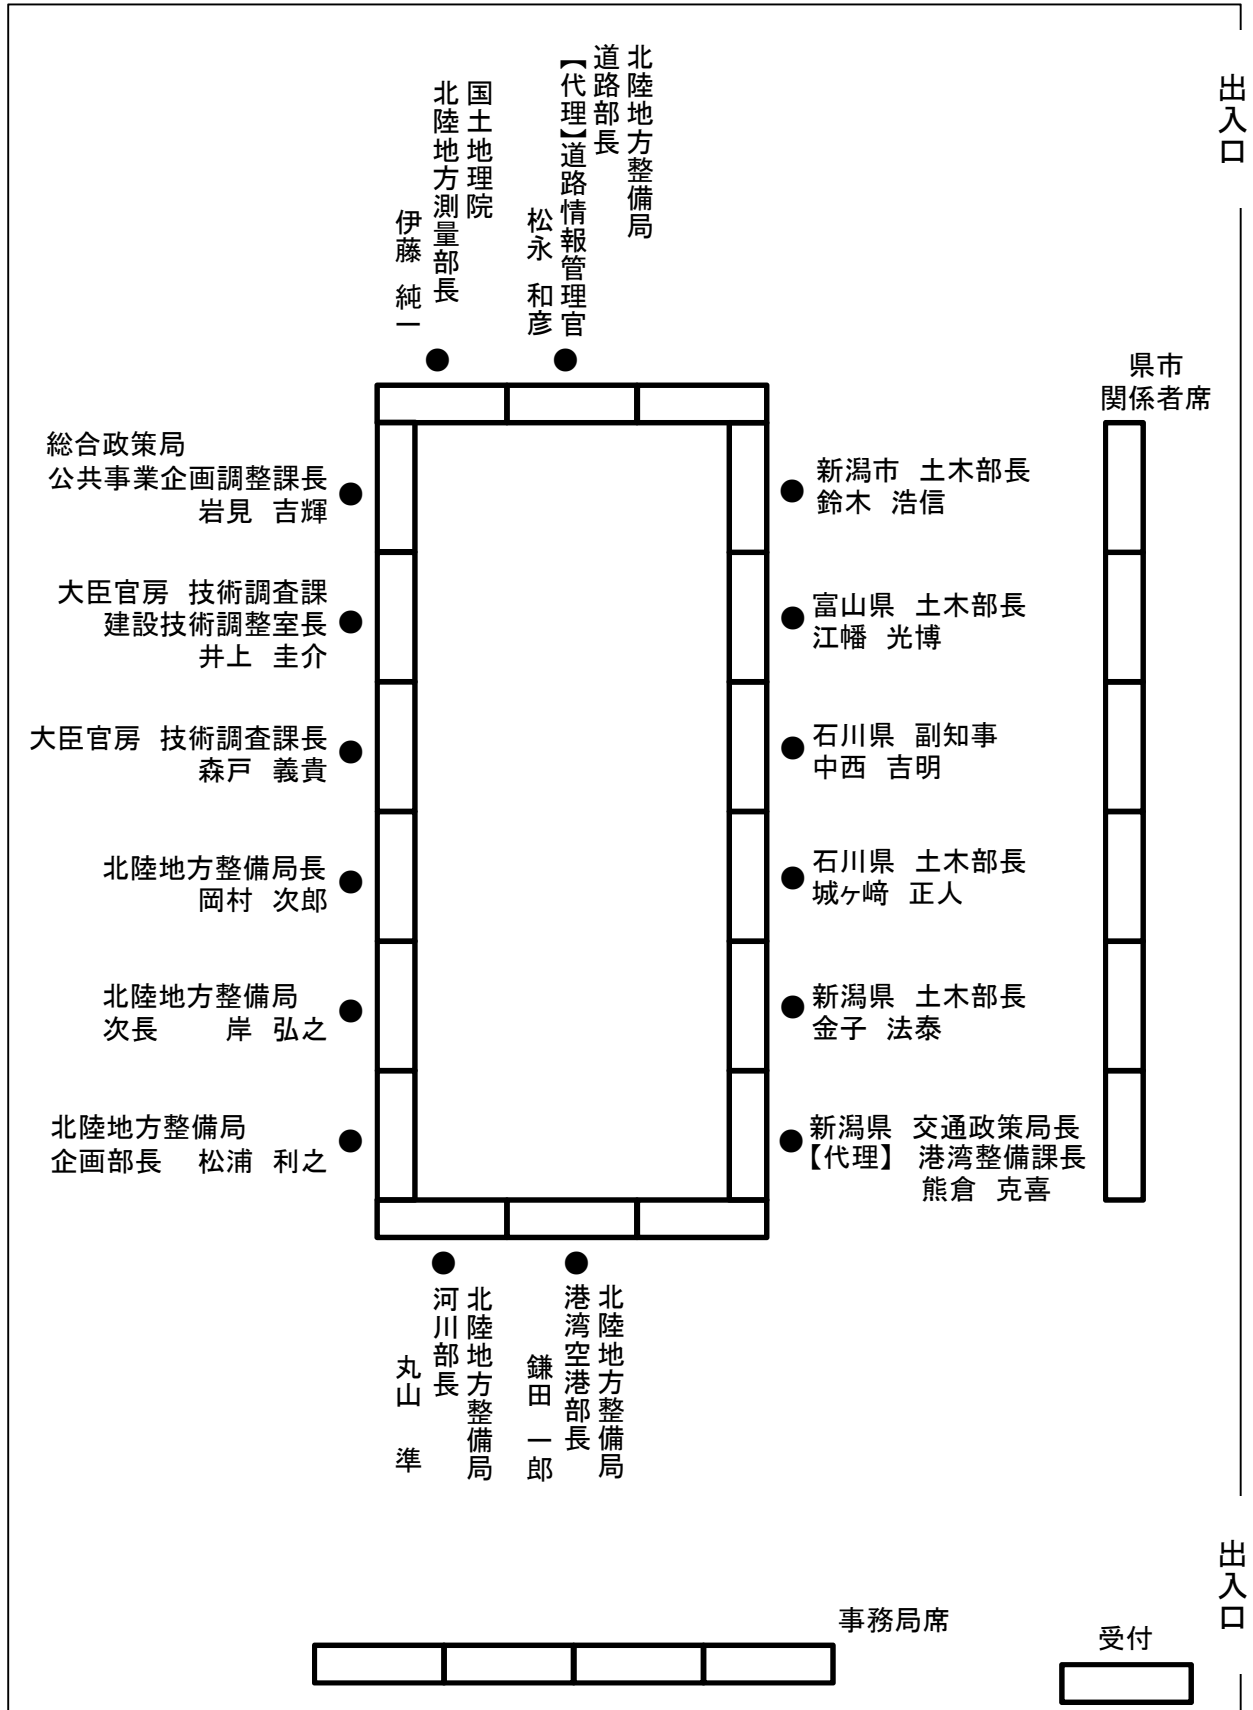 出入口
北陸地方整備局
道路部長
【代理】道路情報管理官
松永 和彦
国土地理院
北陸地方測量部長
伊藤 純一
県市
関係者席
総合政策局
公共事業企画調整課長
岩見 吉輝
大臣官房 技術調査課
建設技術調整室長
井上 圭介
大臣官房 技術調査課長
森戸 義貴
北陸地方整備局長
岡村 次郎
北陸地方整備局
次長 岸 弘之
北陸地方整備局
企画部長 松浦 利之
新潟市 土木部長
鈴木 浩信
富山県 土木部長
江幡 光博
石川県 副知事
中西 吉明
石川県 土木部長
城ヶ﨑 正人
新潟県 土木部長
金子 法泰
新潟県 交通政策局長
【代理】 港湾整備課長
熊倉 克喜
北陸地方整備局
港湾空港部長
鎌田 一郎
北陸地方整備局
河川部長
丸山 準
出入口
事務局席
受付